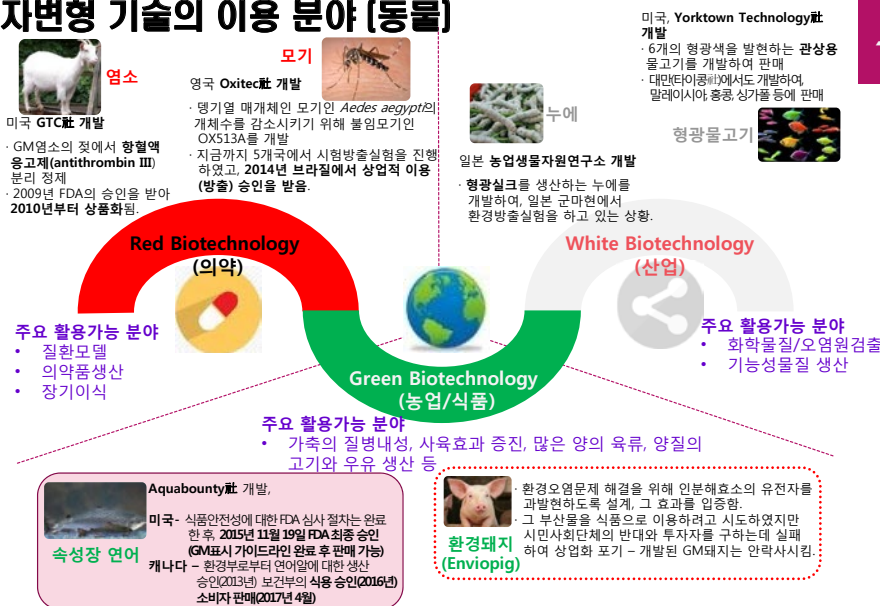 자변형 기술의 이용 분야 (동물)
염소
미국 GTC社 개발
· GM염소의 젖에서 항혈액
응고제(antithrombin III)
분리 정제
· 2009년 FDA의 승인을 받아
2010년부터 상품화됨.
모기
영국 Oxitec社 개발
· 뎅기열 매개체인 모기인 Aedes aegypti의
개체수를 감소시키기 위해 불임모기인
OX513A를 개발
· 지금까지 5개국에서 시험방출실험을 진행
하였고, 2014년 브라질에서 상업적 이용
(방출) 승인을 받음.
누에
일본 농업생물자원연구소 개발
· 형광실크를 생산하는 누에를
개발하여, 일본 군마현에서
환경방출실험을 하고 있는 상황.
미국, Yorktown Technology社
개발
· 6개의 형광색을 발현하는 관상용
물고기를 개발하여 판매
· 대만(타이콩社)에서도 개발하여,
말레이시아, 홍콩, 싱가폴 등에 판매
형광물고기
Red Biotechnology
(의약)
White Biotechnology
(산업)
Green Biotechnology
(농업/식품)
주요 활용가능 분야
• 질환모델
• 의약품생산
• 장기이식
주요 활용가능 분야
• 화학물질/오염원검출
• 기능성물질 생산
주요 활용가능 분야
• 가축의 질병내성, 사육효과 증진, 많은 양의 육류, 양질의
고기와 우유 생산 등
속성장 연어
Aquabounty社 개발,
미국- 식품안전성에 대한 FDA 심사 절차는 완료
한 후, 2015년 11월 19일 FDA 최종 승인
(GM표시 가이드라인 완료 후 판매 가능)
캐나다 – 환경부로부터 연어알에 대한 생산
승인(2013년) 보건부의 식용 승인(2016년)
소비자 판매(2017년 4월)
환경돼지
(Enviopig)
· 환경오염문제 해결을 위해 인분해효소의 유전자를
과발현하도록 설계, 그 효과를 입증함.
· 그 부산물을 식품으로 이용하려고 시도하였지만
시민사회단체의 반대와 투자자를 구하는데 실패
하여 상업화 포기 – 개발된 GM돼지는 안락사시킴.